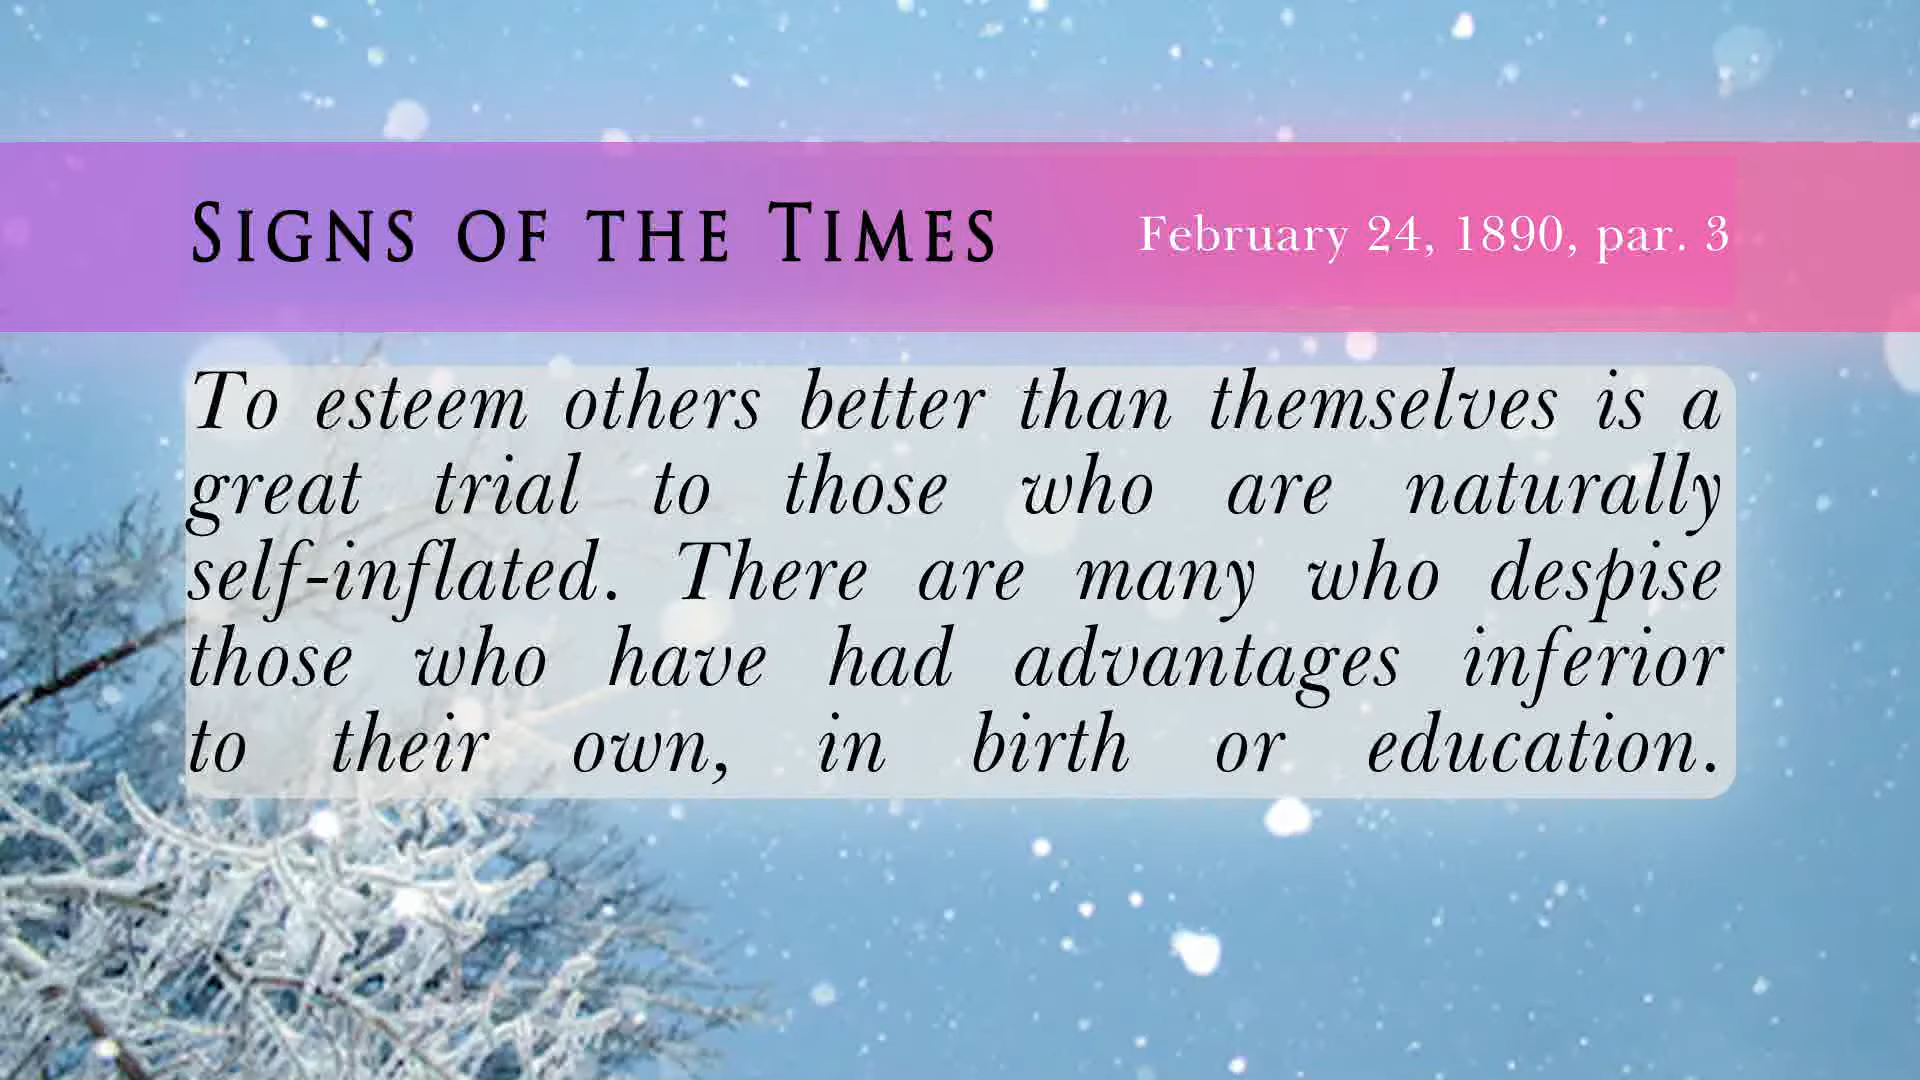 Signs of the Times
February 24, 1890, par. 3
To esteem others better than themselves is a
great trial to those who are naturally
self-inflated. There are many who despise
those who have had advantages inferior
to their own, in birth or education.